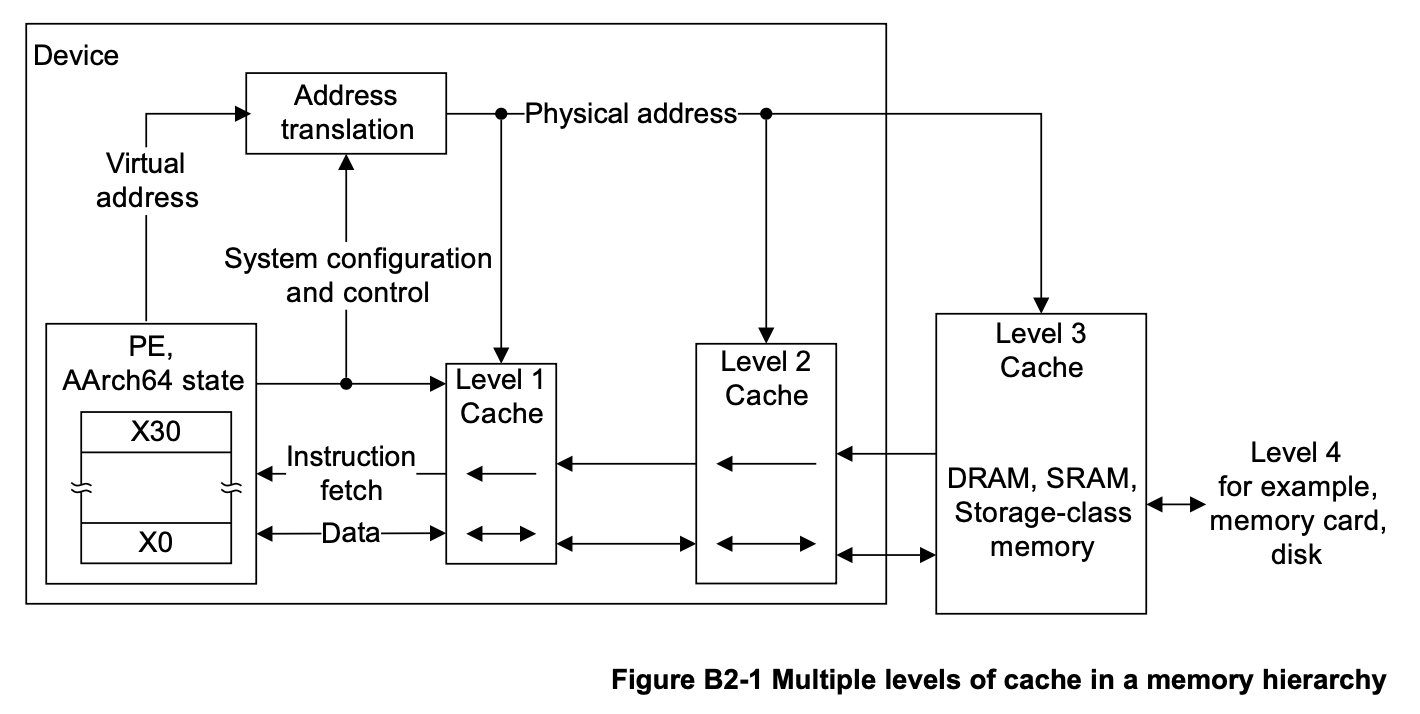 Device
Address
translation
Physical address
Virtual
address
System configuration
and control
PE,
AArch64 state
X30
X0
Instruction
fetch
Data
Level 1
Cache
Level 2
Cache
Level 3
Cache
DRAM, SRAM,
Storage-class
memory
Level 4
for example,
memory card,
disk
Figure B2-1 Multiple levels of cache in a memory hierarchy